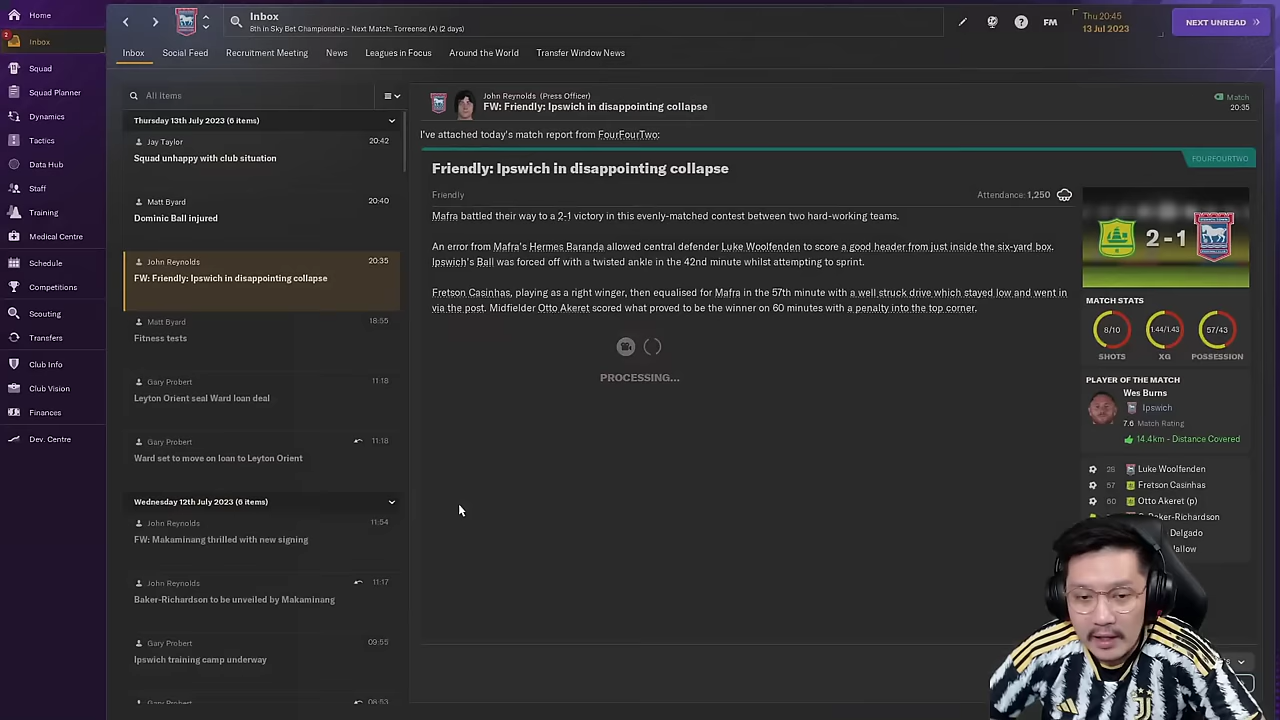 Home
2
Inbox
Squad
Squad Planner
Dynamics
Tactics
Data Hub
Staff
Training
Medical Centre
Schedule
Competitions
Scouting
Transfers
Club Info
Club Vision
Finances
Dev. Centre
Inbox
8th in Sky Bet Championship - Next Match: Torreense (A) (2 days)
FM
Thu 20:45
13 Jul 2023
NEXT UNREAD
Inbox
Social Feed
Recruitment Meeting
News
Leagues in Focus
Around the World
Transfer Window News
All Items
Thursday 13th July 2023 (6 items)
Jay Taylor
20:42
Squad unhappy with club situation
Matt Byard
20:40
Dominic Ball injured
John Reynolds
20:35
FW: Friendly: Ipswich in disappointing collapse
Matt Byard
18:55
Fitness tests
Gary Probert
11:18
Leyton Orient seal Ward loan deal
Gary Probert
11:18
Ward set to move on loan to Leyton Orient
Wednesday 12th July 2023 (6 items)
John Reynolds
11:54
FW: Makaminang thrilled with new signing
John Reynolds
11:17
Baker-Richardson to be unveiled by Makaminang
Gary Probert
09:55
Ipswich training camp underway
Gary Probert
08:53
John Reynolds (Press Officer)
FW: Friendly: Ipswich in disappointing collapse
Match
20:35
I've attached today's match report from FourFourTwo:
FOURFOURTWO
Friendly: Ipswich in disappointing collapse
Friendly
Attendance: 1,250
Mafra battled their way to a 2-1 victory in this evenly-matched contest between two hard-working teams.
An error from Mafra's Hermes Baranda allowed central defender Luke Woolfenden to score a good header from just inside the six-yard box.
Ipswich's Ball was forced off with a twisted ankle in the 42nd minute whilst attempting to sprint.
Fretson Casinhas, playing as a right winger, then equalised for Mafra in the 57th minute with a well struck drive which stayed low and went in
via the post. Midfielder Otto Akeret scored what proved to be the winner on 60 minutes with a penalty into the top corner.
PROCESSING...
2 - 1
MATCH STATS
8/10
1.44/1.43
57/43
SHOTS
XG
POSSESSION
PLAYER OF THE MATCH
Wes Burns
Ipswich
7.6 Match Rating
14.4km - Distance Covered
28 Luke Woolfenden
57 Fretson Casinhas
60 Otto Akeret (p)
Baker-Richardson
Delgado